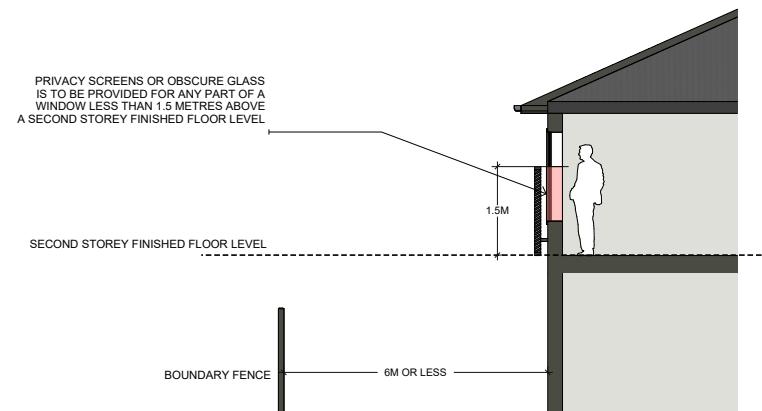 PRIVACY SCREENS OR OBSCURE GLASS
IS TO BE PROVIDED FOR ANY PART OF A
WINDOW LESS THAN 1.5 METRES ABOVE
A SECOND STOREY FINISHED FLOOR LEVEL
1.5M
SECOND STOREY FINISHED FLOOR LEVEL
BOUNDARY FENCE
6M OR LESS